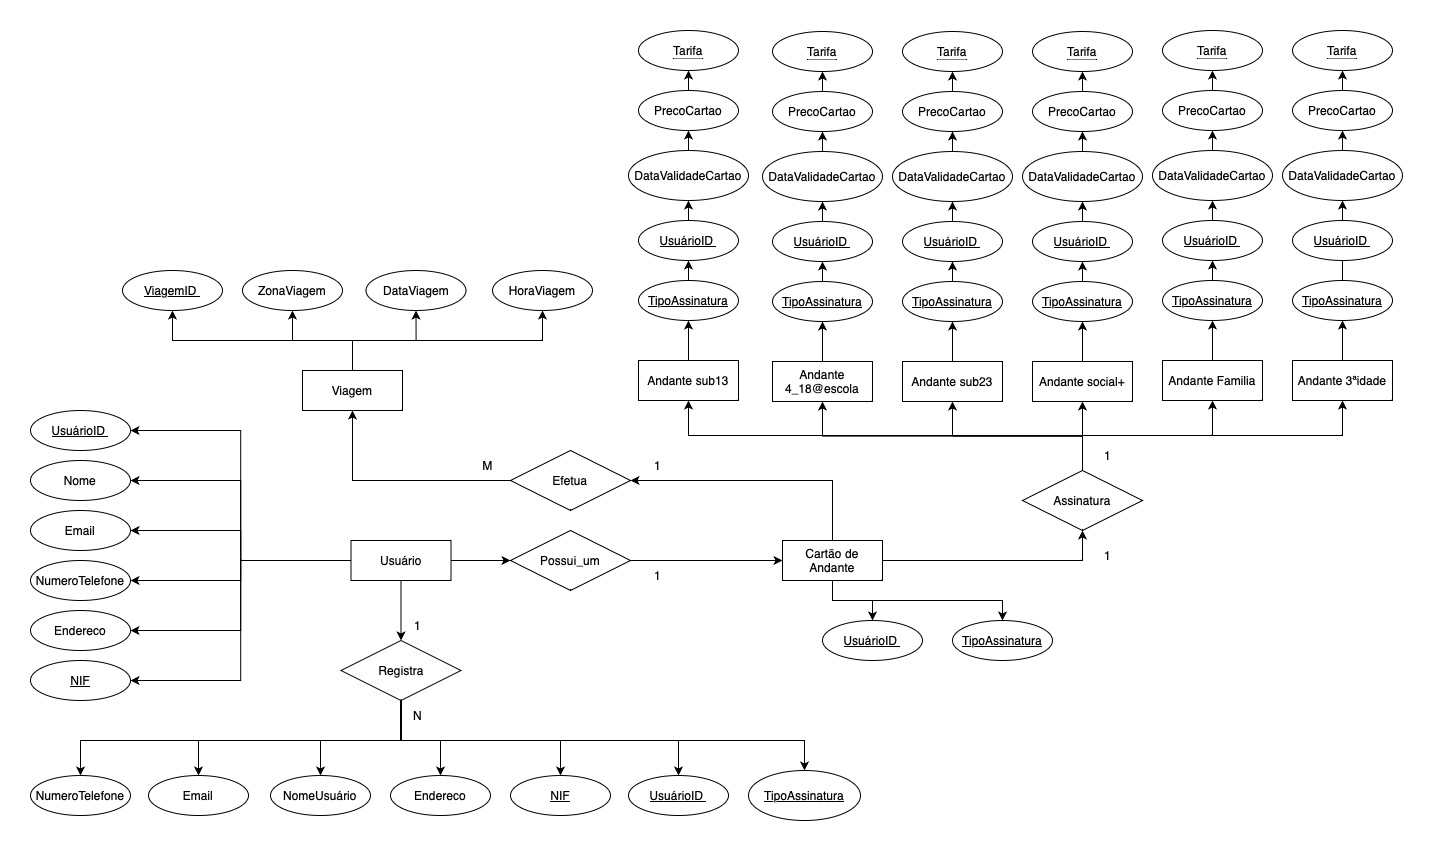 Tarifa
Tarifa
Tarifa
Tarifa
Tarifa
Tarifa
PrecoCartao
PrecoCartao
PrecoCartao
PrecoCartao
PrecoCartao
PrecoCartao
DataValidadeCartao
DataValidadeCartao
DataValidadeCartao
DataValidadeCartao
DataValidadeCartao
DataValidadeCartao
UsuárioID
UsuárioID
UsuárioID
UsuárioID
UsuárioID
UsuárioID
ViagemID
ZonaViagem
DataViagem
HoraViagem
TipoAssinatura
TipoAssinatura
TipoAssinatura
TipoAssinatura
TipoAssinatura
TipoAssinatura
Viagem
Andante sub13
Andante
4_18@escola
Andante sub23
Andante social+
Andante Familia
Andante 3ªidade
UsuárioID
Nome
Email
NumeroTelefone
Endereco
NIF
M
Efetua
1
1
Assinatura
1
Usuário
Possui_um
1
Cartão de
Andante
UsuárioID
TipoAssinatura
1
Registra
N
NumeroTelefone
Email
NomeUsuário
Endereco
NIF
UsuárioID
TipoAssinatura